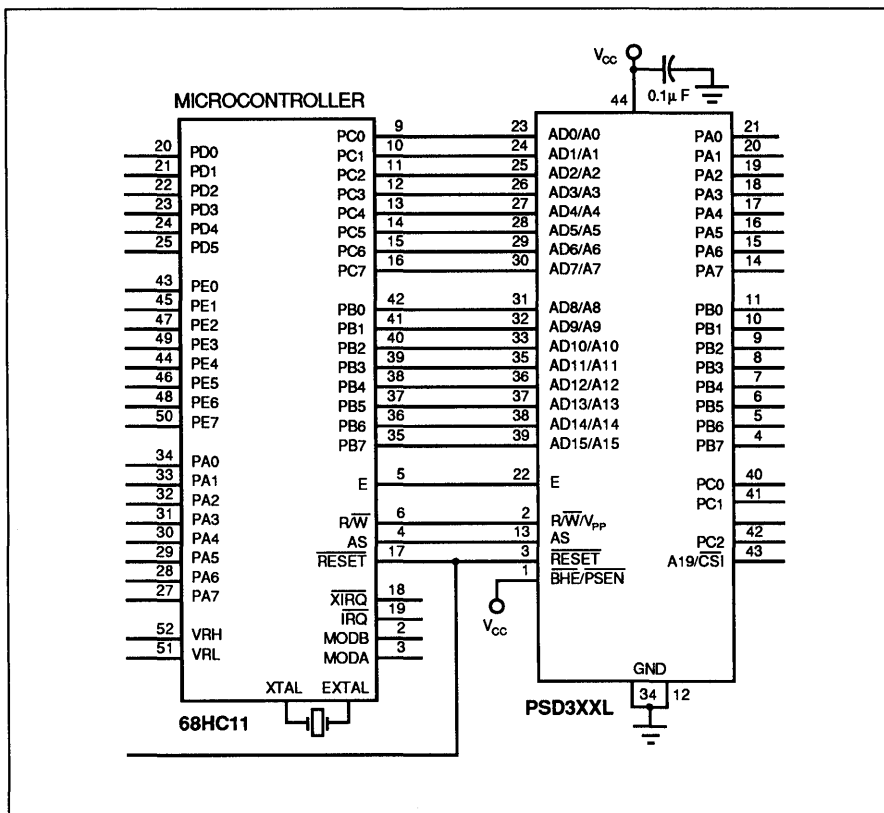 VCC
0.1µ F
44
MICROCONTROLLER
9 23
PC0 AD0/A0
10 24
PC1 AD1/A1
11 25
PC2 AD2/A2
12 26
PC3 AD3/A3
13 27
PC4 AD4/A4
14 28
PC5 AD5/A5
15 29
PC6 AD6/A6
16 30
PC7 AD7/A7
20 PD0
21 PD1
22 PD2
23 PD3
24 PD4
25 PD5
43 PE0
45 PE1
47 PE2
49 PE3
44 PE4
46 PE5
48 PE6
50 PE7
34 PA0
33 PA1
32 PA2
31 PA3
30 PA4
29 PA5
28 PA6
27 PA7
52 VRH
51 VRL
PB0 42 31 AD8/A8
PB1 41 32 AD9/A9
PB2 40 33 AD10/A10
PB3 39 35 AD11/A11
PB4 38 36 AD12/A12
PB5 37 37 AD13/A13
PB6 36 38 AD14/A14
PB7 35 39 AD15/A15
E 5 22 E
R/W 6 2 R/W/VPP
AS 4 13 AS
RESET 17 3 RESET
1 BHE/PSEN
VCC
XIRQ 18
IRQ 19
MODB 2
MODA 3
XTAL EXTAL
68HC11
PA0 21
PA1 20
PA2 19
PA3 18
PA4 17
PA5 16
PA6 15
PA7 14
PB0 11
PB1 10
PB2 9
PB3 8
PB4 7
PB5 6
PB6 5
PB7 4
PC0 40
PC1 41
PC2 42
A19/CSI 43
GND
34 12
PSD3XXL